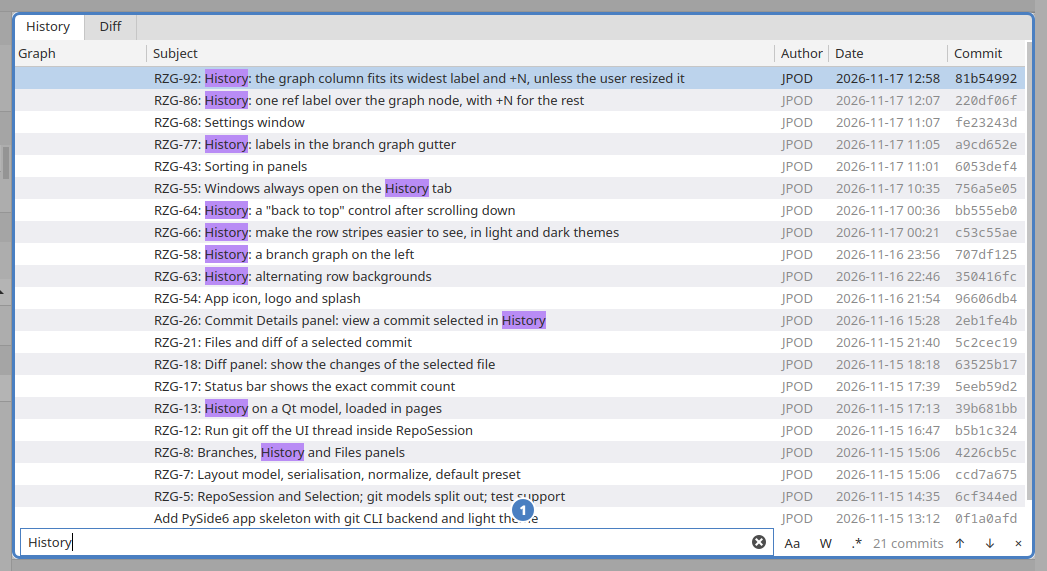 History Diff
Graph Subject Author Date Commit
RZG-92: History: the graph column fits its widest label and +N, unless the user resized it JPOD 2026-11-17 12:58 81b54992
RZG-86: History: one ref label over the graph node, with +N for the rest JPOD 2026-11-17 12:07 220df06f
RZG-68: Settings window JPOD 2026-11-17 11:07 fe23243d
RZG-77: History: labels in the branch graph gutter JPOD 2026-11-17 11:05 a9cd652e
RZG-43: Sorting in panels JPOD 2026-11-17 11:01 6053def4
RZG-55: Windows always open on the History tab JPOD 2026-11-17 10:35 756a5e05
RZG-64: History: a "back to top" control after scrolling down JPOD 2026-11-17 00:36 bb555eb0
RZG-66: History: make the row stripes easier to see, in light and dark themes JPOD 2026-11-17 00:21 c53c55ae
RZG-58: History: a branch graph on the left JPOD 2026-11-16 23:56 707df125
RZG-63: History: alternating row backgrounds JPOD 2026-11-16 22:46 350416fc
RZG-54: App icon, logo and splash JPOD 2026-11-16 21:54 96606db4
RZG-26: Commit Details panel: view a commit selected in History JPOD 2026-11-16 15:28 2eb1fe4b
RZG-21: Files and diff of a selected commit JPOD 2026-11-15 21:40 5c2cec19
RZG-18: Diff panel: show the changes of the selected file JPOD 2026-11-15 18:18 63525b17
RZG-17: Status bar shows the exact commit count JPOD 2026-11-15 17:39 5eeb59d2
RZG-13: History on a Qt model, loaded in pages JPOD 2026-11-15 17:13 39b681bb
RZG-12: Run git off the UI thread inside RepoSession JPOD 2026-11-15 16:47 b5b1c324
RZG-8: Branches, History and Files panels JPOD 2026-11-15 15:06 4226cb5c
RZG-7: Layout model, serialisation, normalize, default preset JPOD 2026-11-15 15:06 ccd7a675
RZG-5: RepoSession and Selection; git models split out; test support JPOD 2026-11-15 14:35 6cf344ed
Add PySide6 app skeleton with git CLI backend and light JPOD 2026-11-15 13:12 0f1a0afd
1
History Aa W .* 21 commits ↑ ↓ ×